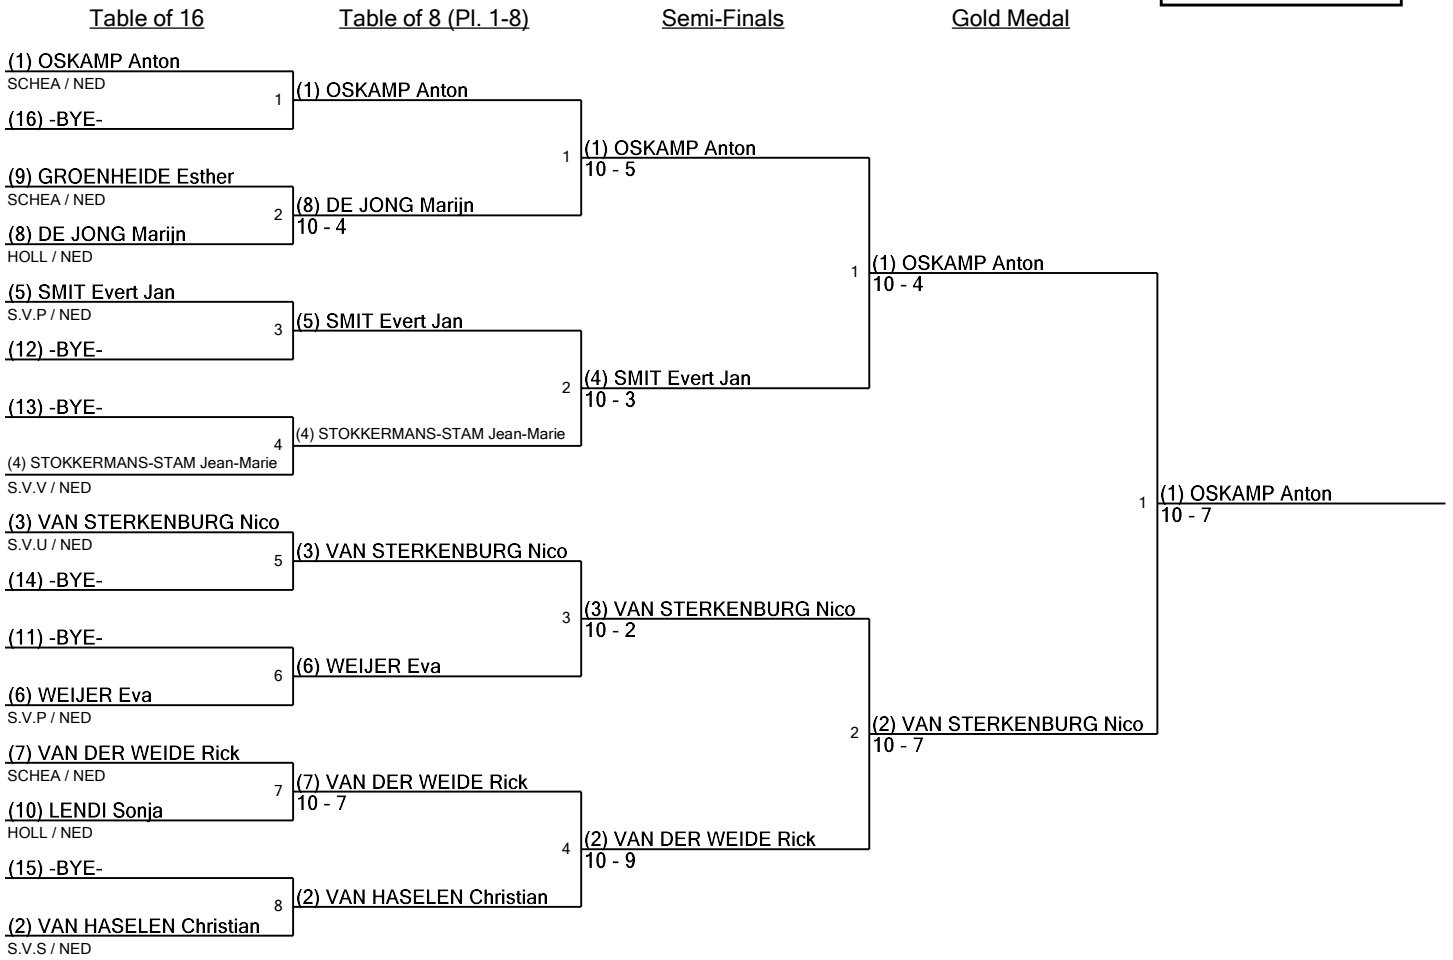 Table of 16
Table of 8 (Pl. 1-8)
Semi-Finals
Gold Medal
(1) OSKAMP Anton
SCHEA / NED
1
(16) -BYE-
(9) GROENHEIDE Esther
SCHEA / NED
2
(8) DE JONG Marijn
HOLL / NED
(5) SMIT Evert Jan
S.V.P / NED
3
(12) -BYE-
(13) -BYE-
4
(4) STOKKERMANS-STAM Jean-Marie
S.V.V / NED
(3) VAN STERKENBURG Nico
S.V.U / NED
5
(14) -BYE-
(11) -BYE-
6
(6) WEIJER Eva
S.V.P / NED
(7) VAN DER WEIDE Rick
SCHEA / NED
7
(10) LENDI Sonja
HOLL / NED
(15) -BYE-
8
(2) VAN HASELEN Christian
S.V.S / NED
(1) OSKAMP Anton
1
(8) DE JONG Marijn
10 - 4
(5) SMIT Evert Jan
2
(4) STOKKERMANS-STAM Jean-Marie
(3) VAN STERKENBURG Nico
3
(6) WEIJER Eva
(7) VAN DER WEIDE Rick
10 - 7
4
(2) VAN HASELEN Christian
(1) OSKAMP Anton
10 - 5
1
(4) SMIT Evert Jan
10 - 3
(3) VAN STERKENBURG Nico
10 - 2
2
(2) VAN DER WEIDE Rick
10 - 9
(1) OSKAMP Anton
10 - 4
1
(2) VAN STERKENBURG Nico
10 - 7
(1) OSKAMP Anton
10 - 7